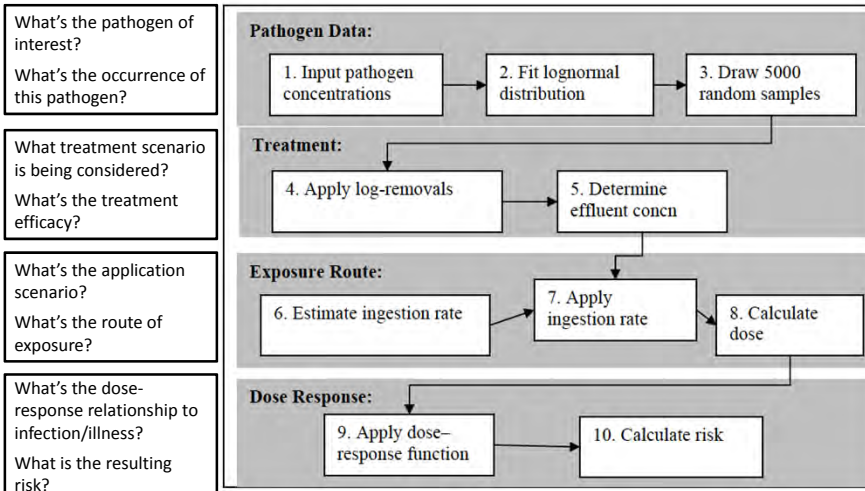 What's the pathogen of
interest?
What's the occurrence of
this pathogen?
Pathogen Data:
1. Input pathogen
concentrations
2. Fit lognormal
distribution
3. Draw 5000
random samples
What treatment scenario
is being considered?
What's the treatment
efficacy?
Treatment:
4. Apply log-removals
5. Determine
effluent concn
What's the application
scenario?
What's the route of
exposure?
Exposure Route:
6. Estimate ingestion rate
7. Apply
ingestion rate
8. Calculate
dose
What's the dose-
response relationship to
infection/illness?
What is the resulting
risk?
Dose Response:
9. Apply dose–
response function
10. Calculate risk